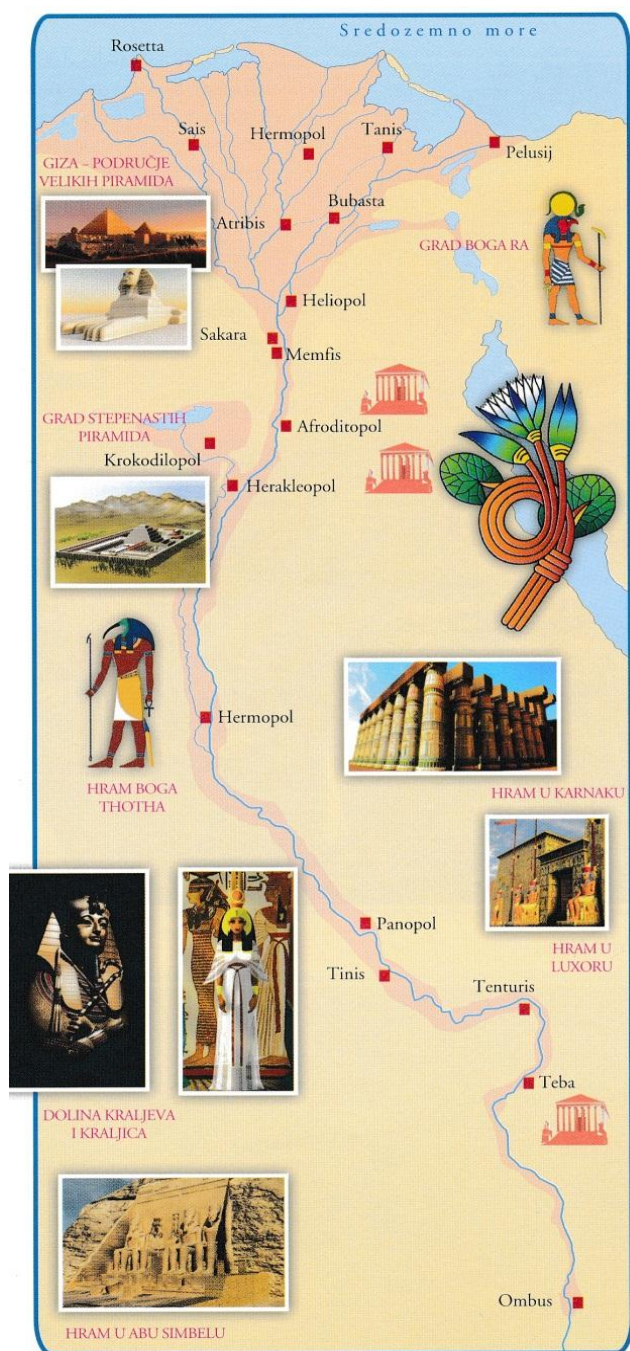 Sredozemno more
Rosetta
Sais
Hermopol
Tanis
Pelusij
GIZA – PODRUČJE
VELIKIH PIRAMIDA
Bubasta
Atribis
GRAD BOGA RA
Heliopol
Sakara
Memfis
GRAD STEPENASTIH
PIRAMIDA
Afroditopol
Krokodilopol
Herakleopol
Hermopol
HRAM BOGA
THOTHA
HRAM U KARNAKU
Panopol
HRAM U
LUXORU
Tinis
Tenturis
Teba
DOLINA KRALJEVA
I KRALJICA
Ombus
HRAM U ABU SIMBELU